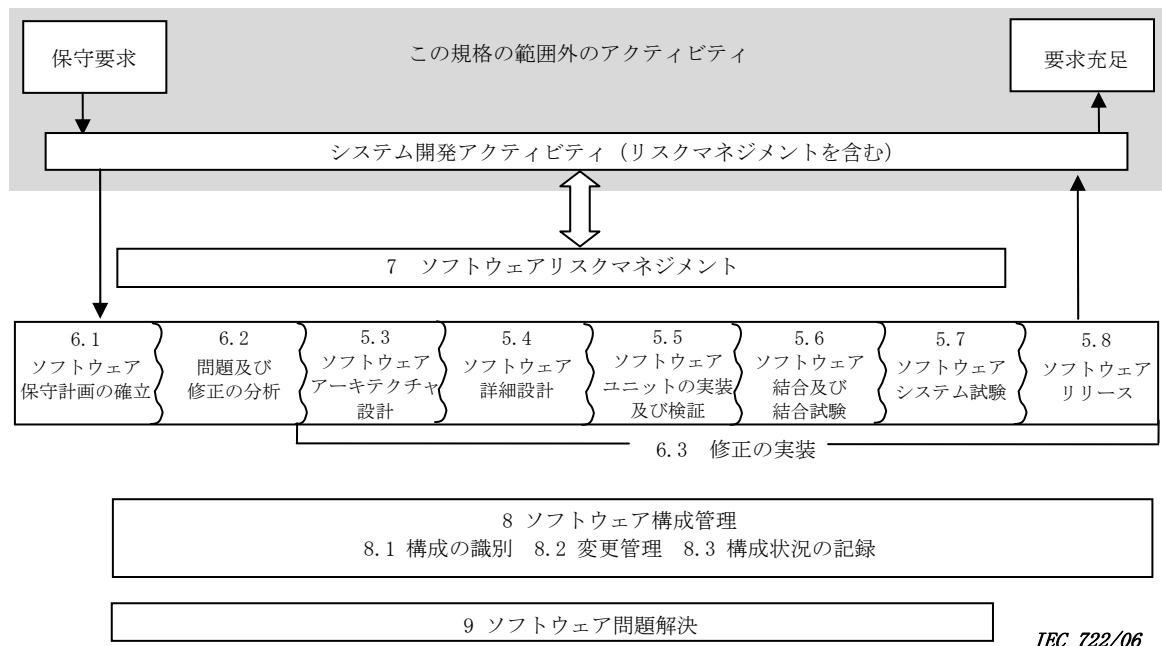 保守要求
この規格の範囲外のアクティビティ
要求充足
システム開発アクティビティ（リスクマネジメントを含む）
7 ソフトウェアリスクマネジメント
6.1
ソフトウェア
保守計画の確立
6.2
問題及び
修正の分析
5.3
ソフトウェア
アーキテクチャ
設計
5.4
ソフトウェア
詳細設計
5.5
ソフトウェア
ユニットの実装
及び検証
5.6
ソフトウェア
結合及び
結合試験
5.7
ソフトウェア
システム試験
5.8
ソフトウェア
リリース
6.3 修正の実装
8 ソフトウェア構成管理
8.1 構成の識別 8.2 変更管理 8.3 構成状況の記録
9 ソフトウェア問題解決
IEC 722/06